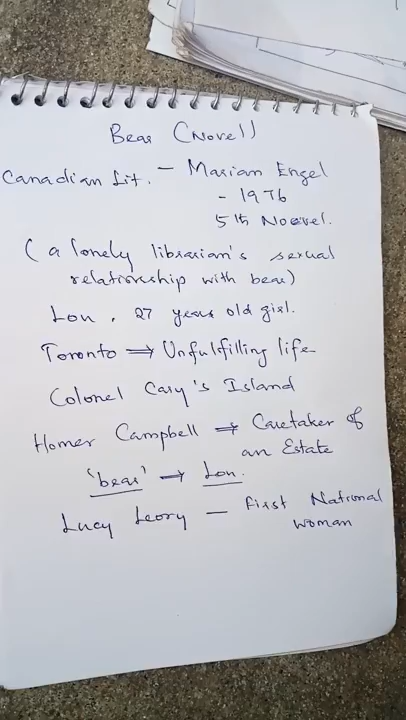 Bear (Novel)
Canadian Lit. - Marian Engel
- 1976
5th Noevel.
(a lonely librarian's sexual
relationship with bear)
Lou, 27 years old girl.
Toronto ⇒ Unfulfilling life
Colonel Cary's Island
Homer Campbell ⇒ Caretaker of
an Estate
'bear' → Lou.
Lucy Leory - First National
woman